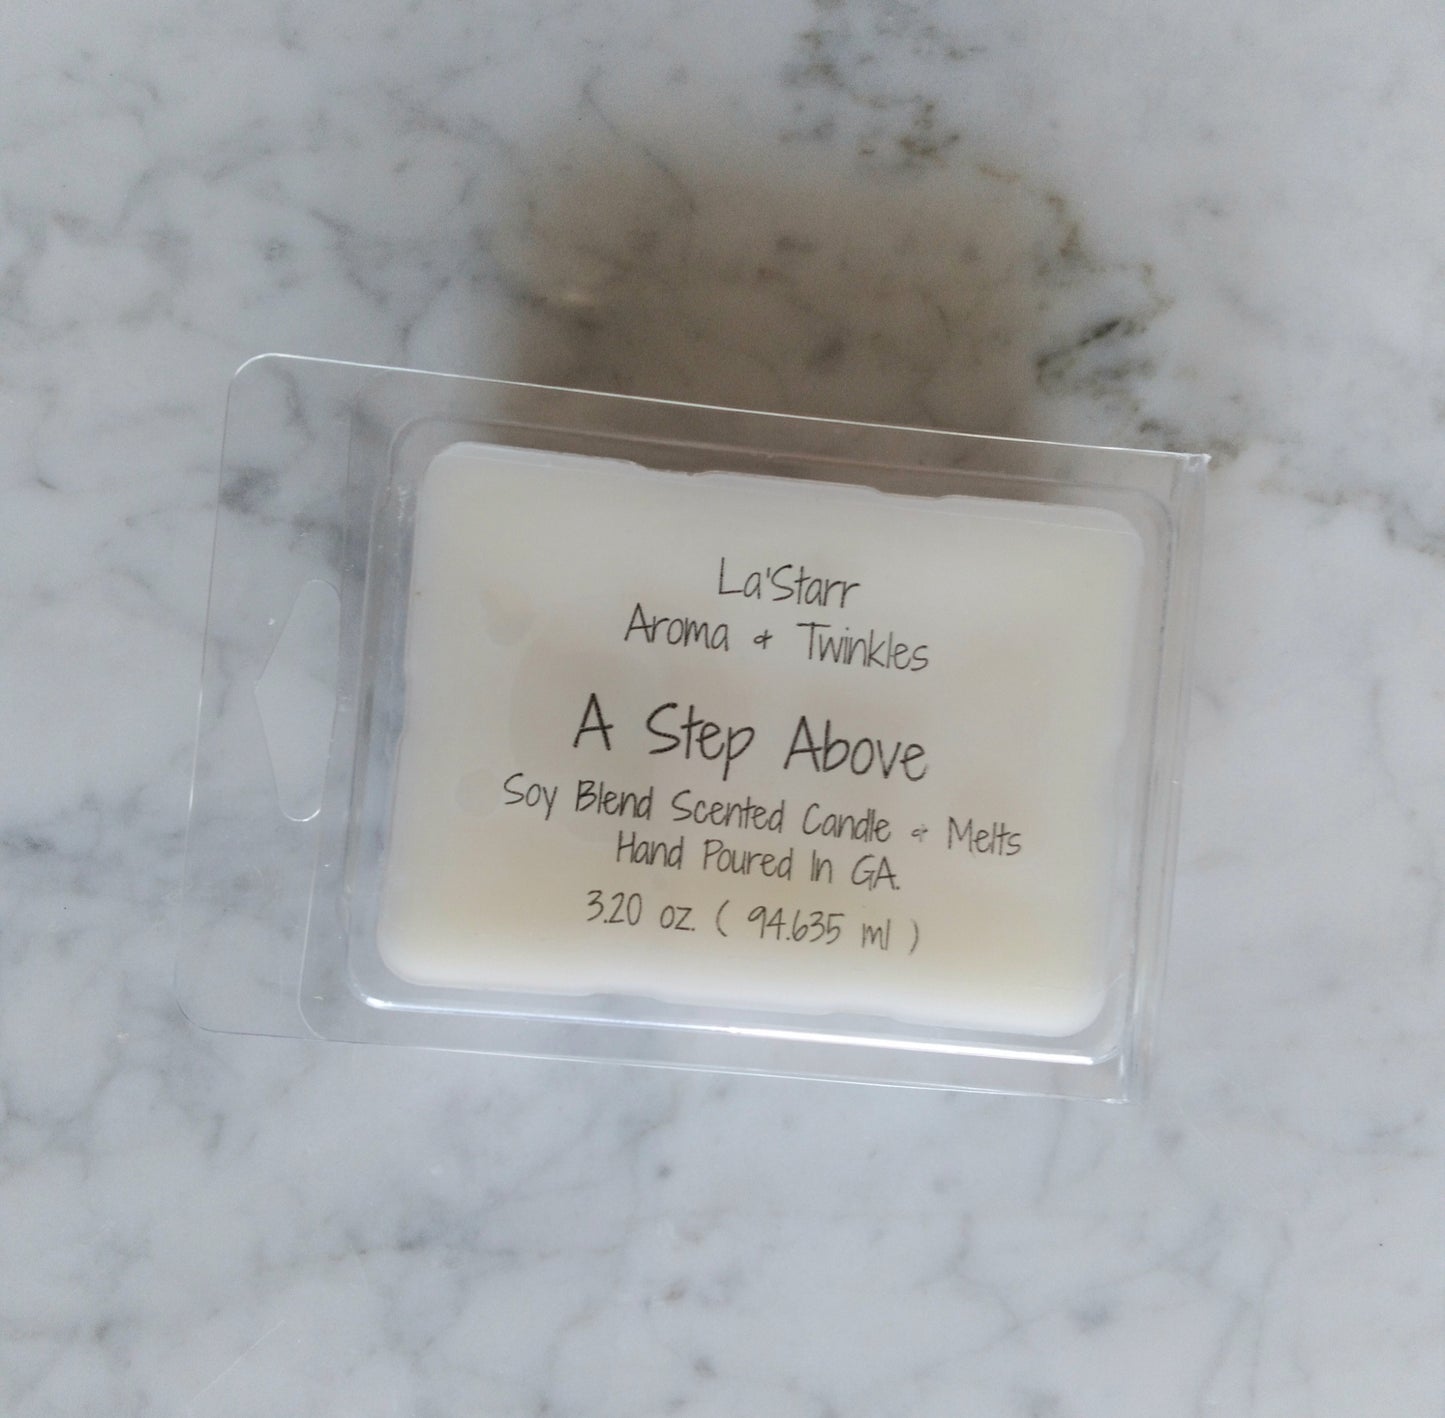 La'Starr
Aroma & Twinkles
A Step Above
Soy Blend Scented Candle & Melts
Hand Poured In GA.
3.20 oz. ( 94.635 ml )